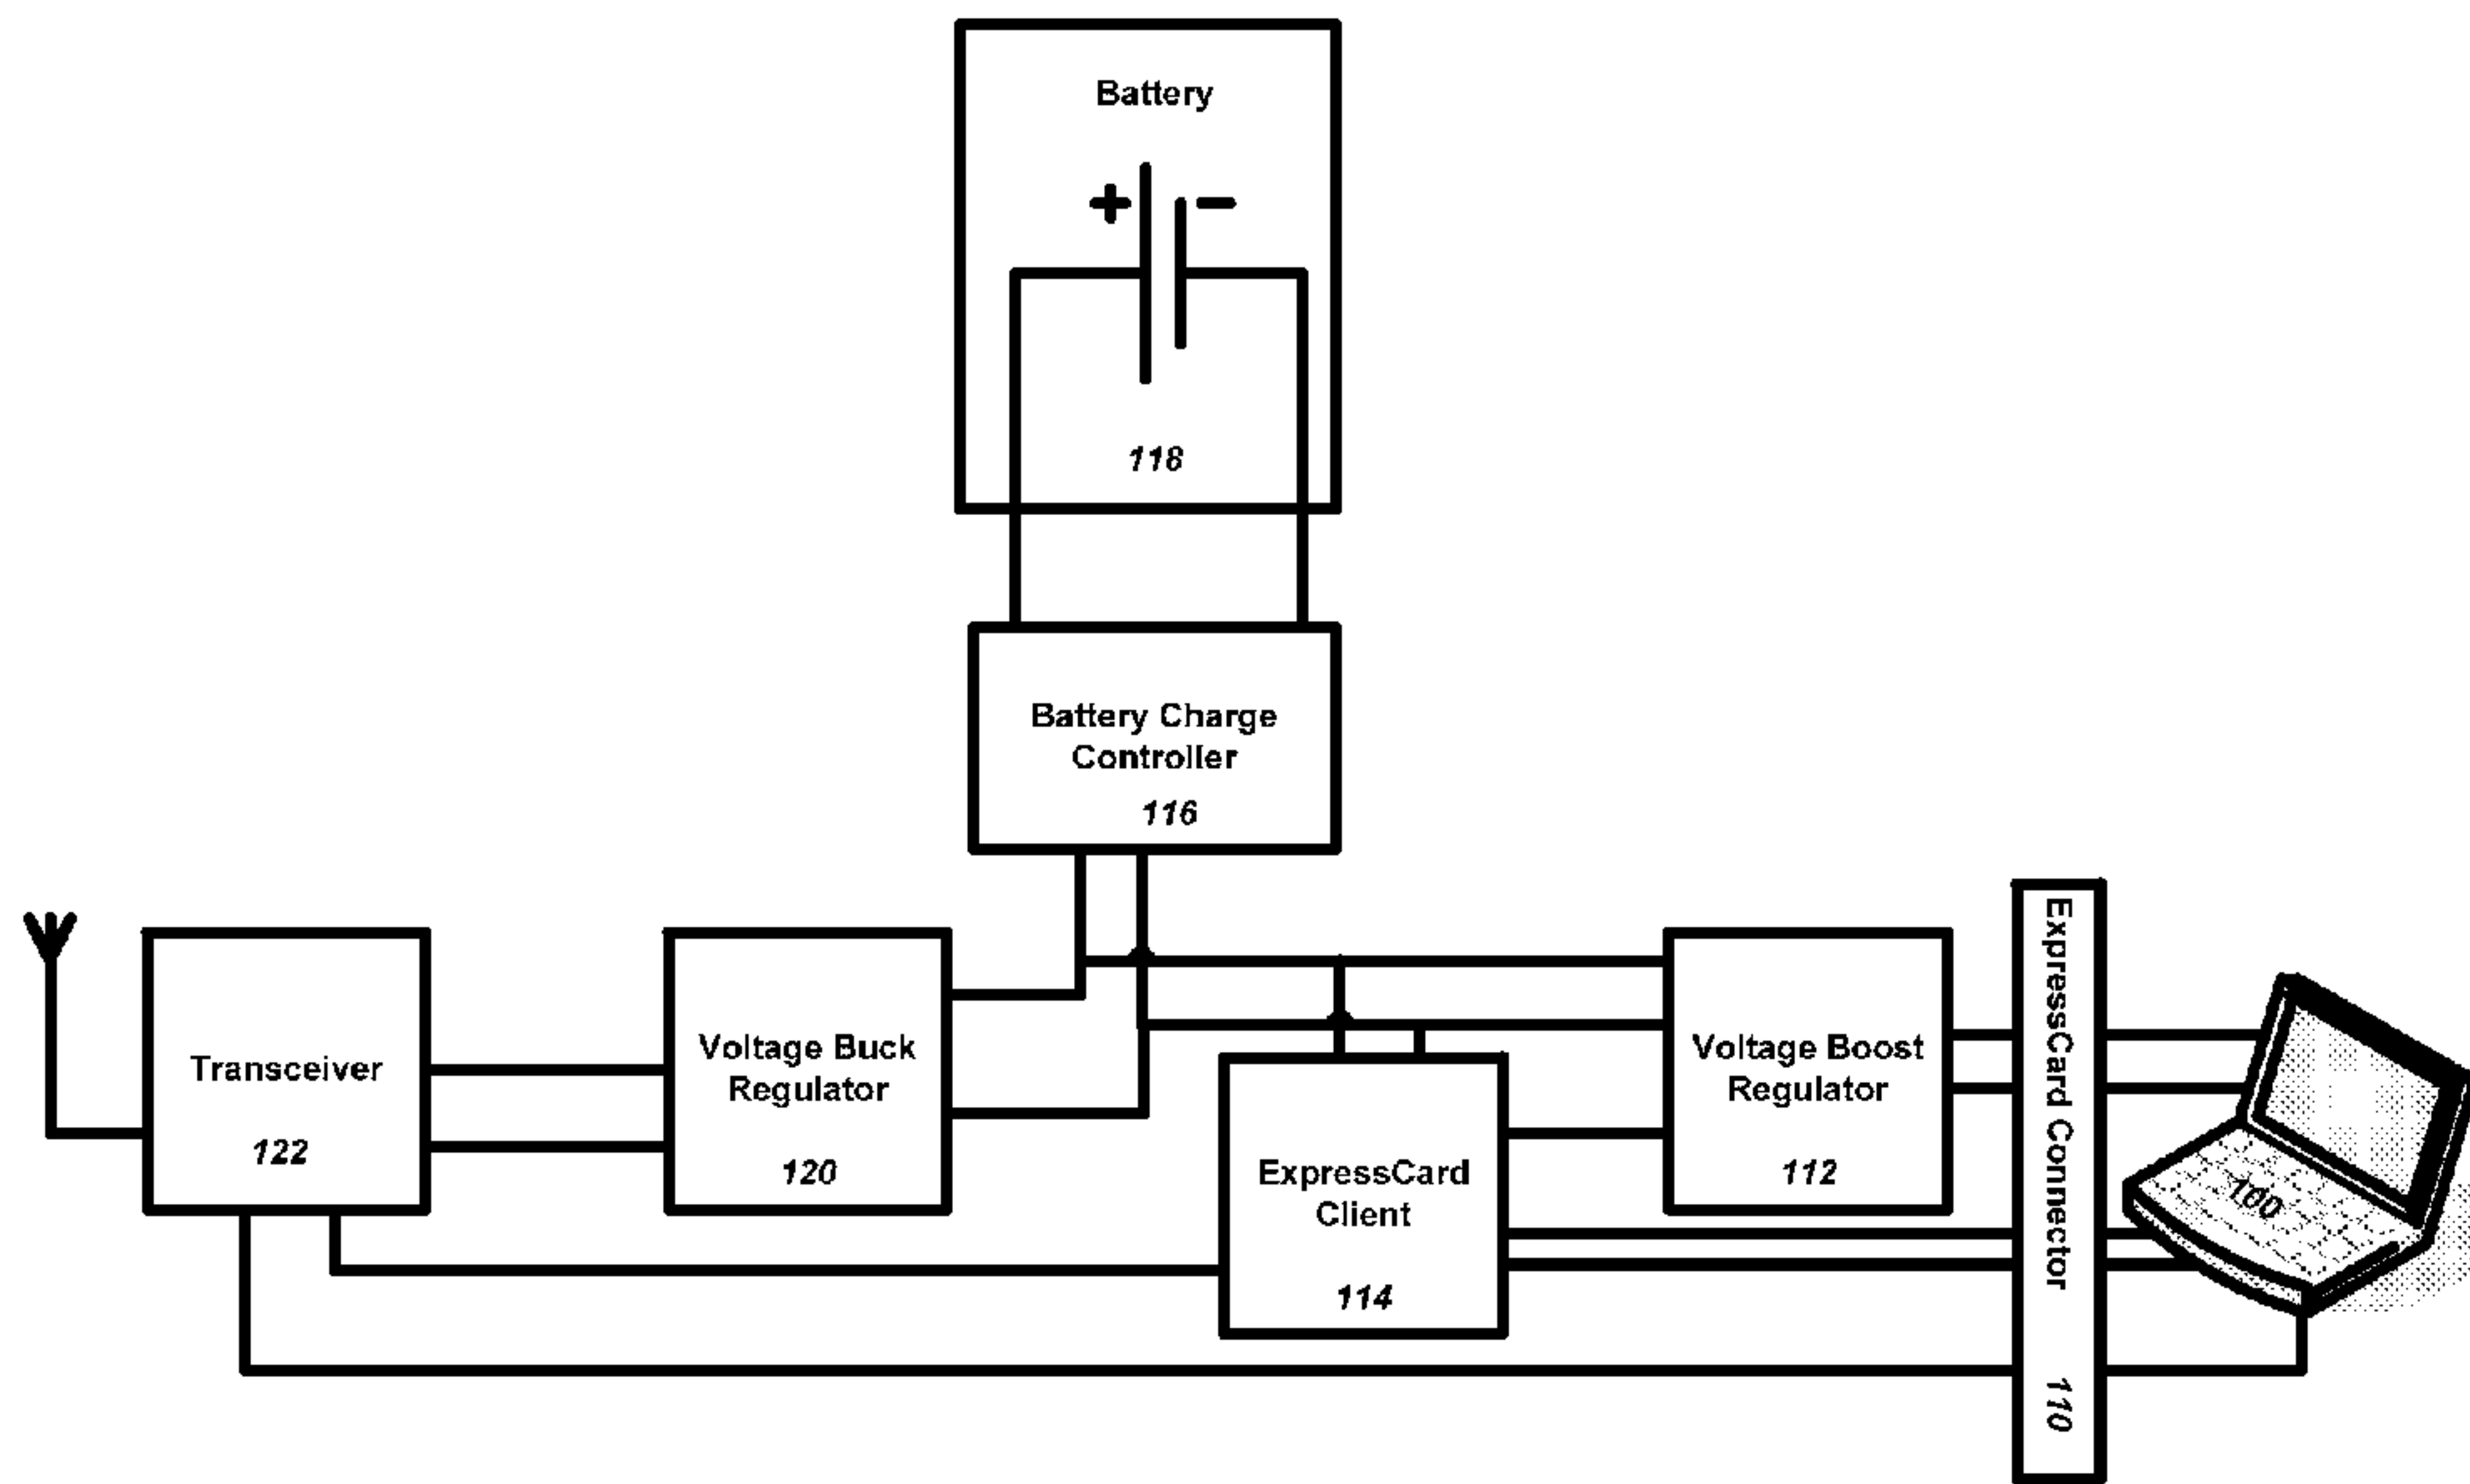 Battery
+ -
118
Battery Charge
Controller
116
Transceiver
122
Voltage Buck
Regulator
120
ExpressCard
Client
114
Voltage Boost
Regulator
112
ExpressCard Connector 110
100